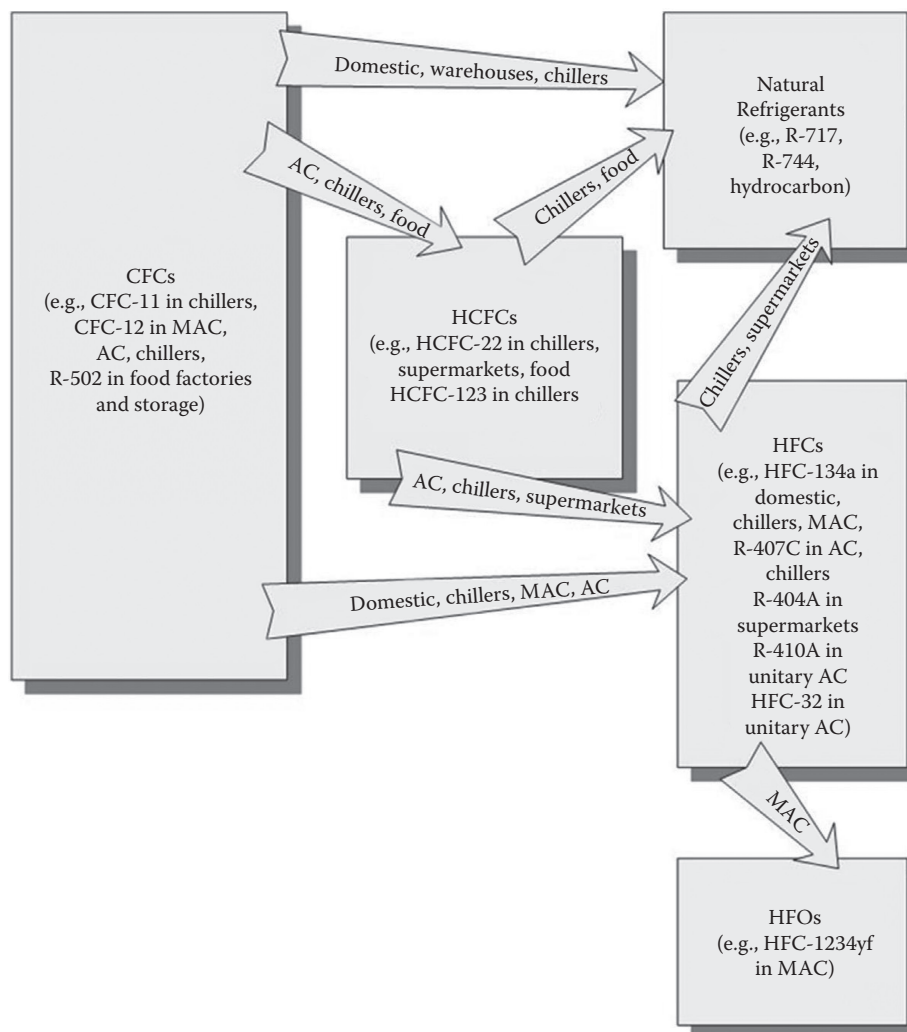 Domestic, warehouses, chillers
Natural
Refrigerants
(e.g., R-717,
R-744,
hydrocarbon)
AC, chillers, food
Chillers, food
CFCs
(e.g., CFC-11 in chillers,
CFC-12 in MAC,
AC, chillers,
R-502 in food factories
and storage)
HCFCs
(e.g., HCFC-22 in chillers,
supermarkets, food
HCFC-123 in chillers
Chillers, supermarkets
AC, chillers, supermarkets
HFCs
(e.g., HFC-134a in
domestic,
chillers, MAC,
R-407C in AC,
chillers
R-404A in
supermarkets
R-410A in
unitary AC
HFC-32 in
unitary AC)
Domestic, chillers, MAC, AC
MAC
HFOs
(e.g., HFC-1234yf
in MAC)